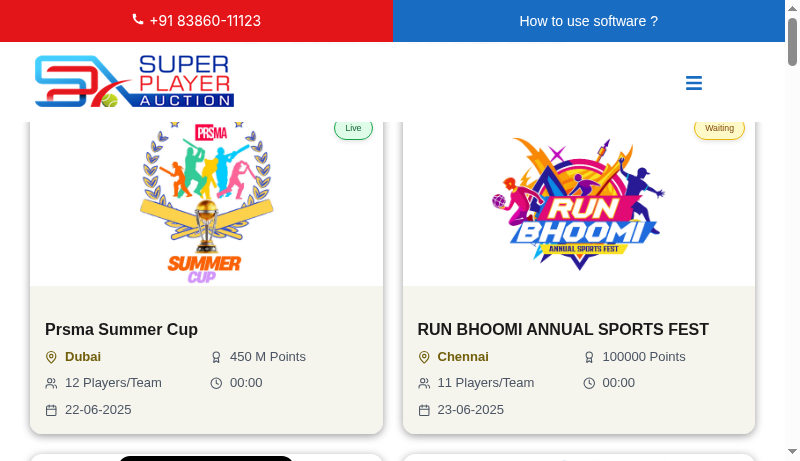 +91 83860-11123
How to use software ?
SUPER
PLAYER
AUCTION
Live
PRSMA
SUMMER
CUP
Waiting
RUN
BHOOMI
ANNUAL SPORTS FEST
Prsma Summer Cup
Dubai
450 M Points
12 Players/Team
00:00
22-06-2025
RUN BHOOMI ANNUAL SPORTS FEST
Chennai
100000 Points
11 Players/Team
00:00
23-06-2025